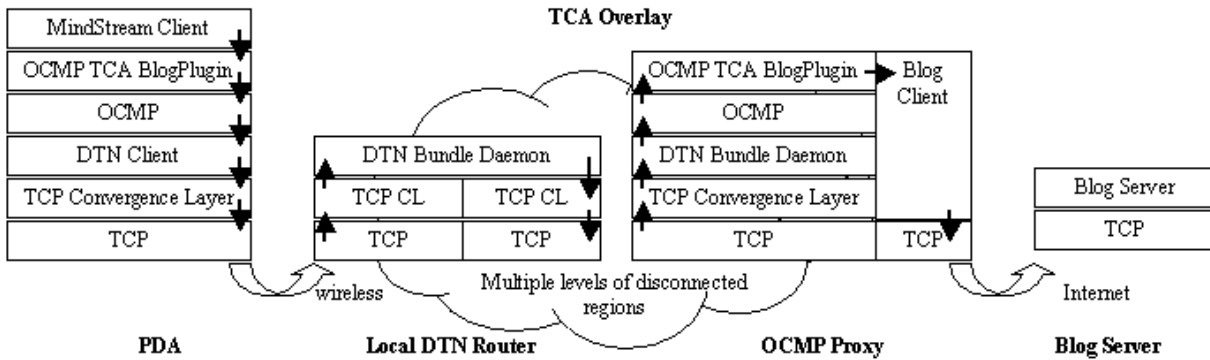 TCA Overlay
MindStream Client
OCMP TCA BlogPlugin
OCMP
DTN Client
TCP Convergence Layer
TCP
DTN Bundle Daemon
TCP CL
TCP CL
TCP
TCP
OCMP TCA BlogPlugin
OCMP
DTN Bundle Daemon
TCP Convergence Layer
TCP
Blog
Client
TCP
Blog Server
TCP
wireless
Multiple levels of disconnected
regions
Internet
PDA
Local DTN Router
OCMP Proxy
Blog Server